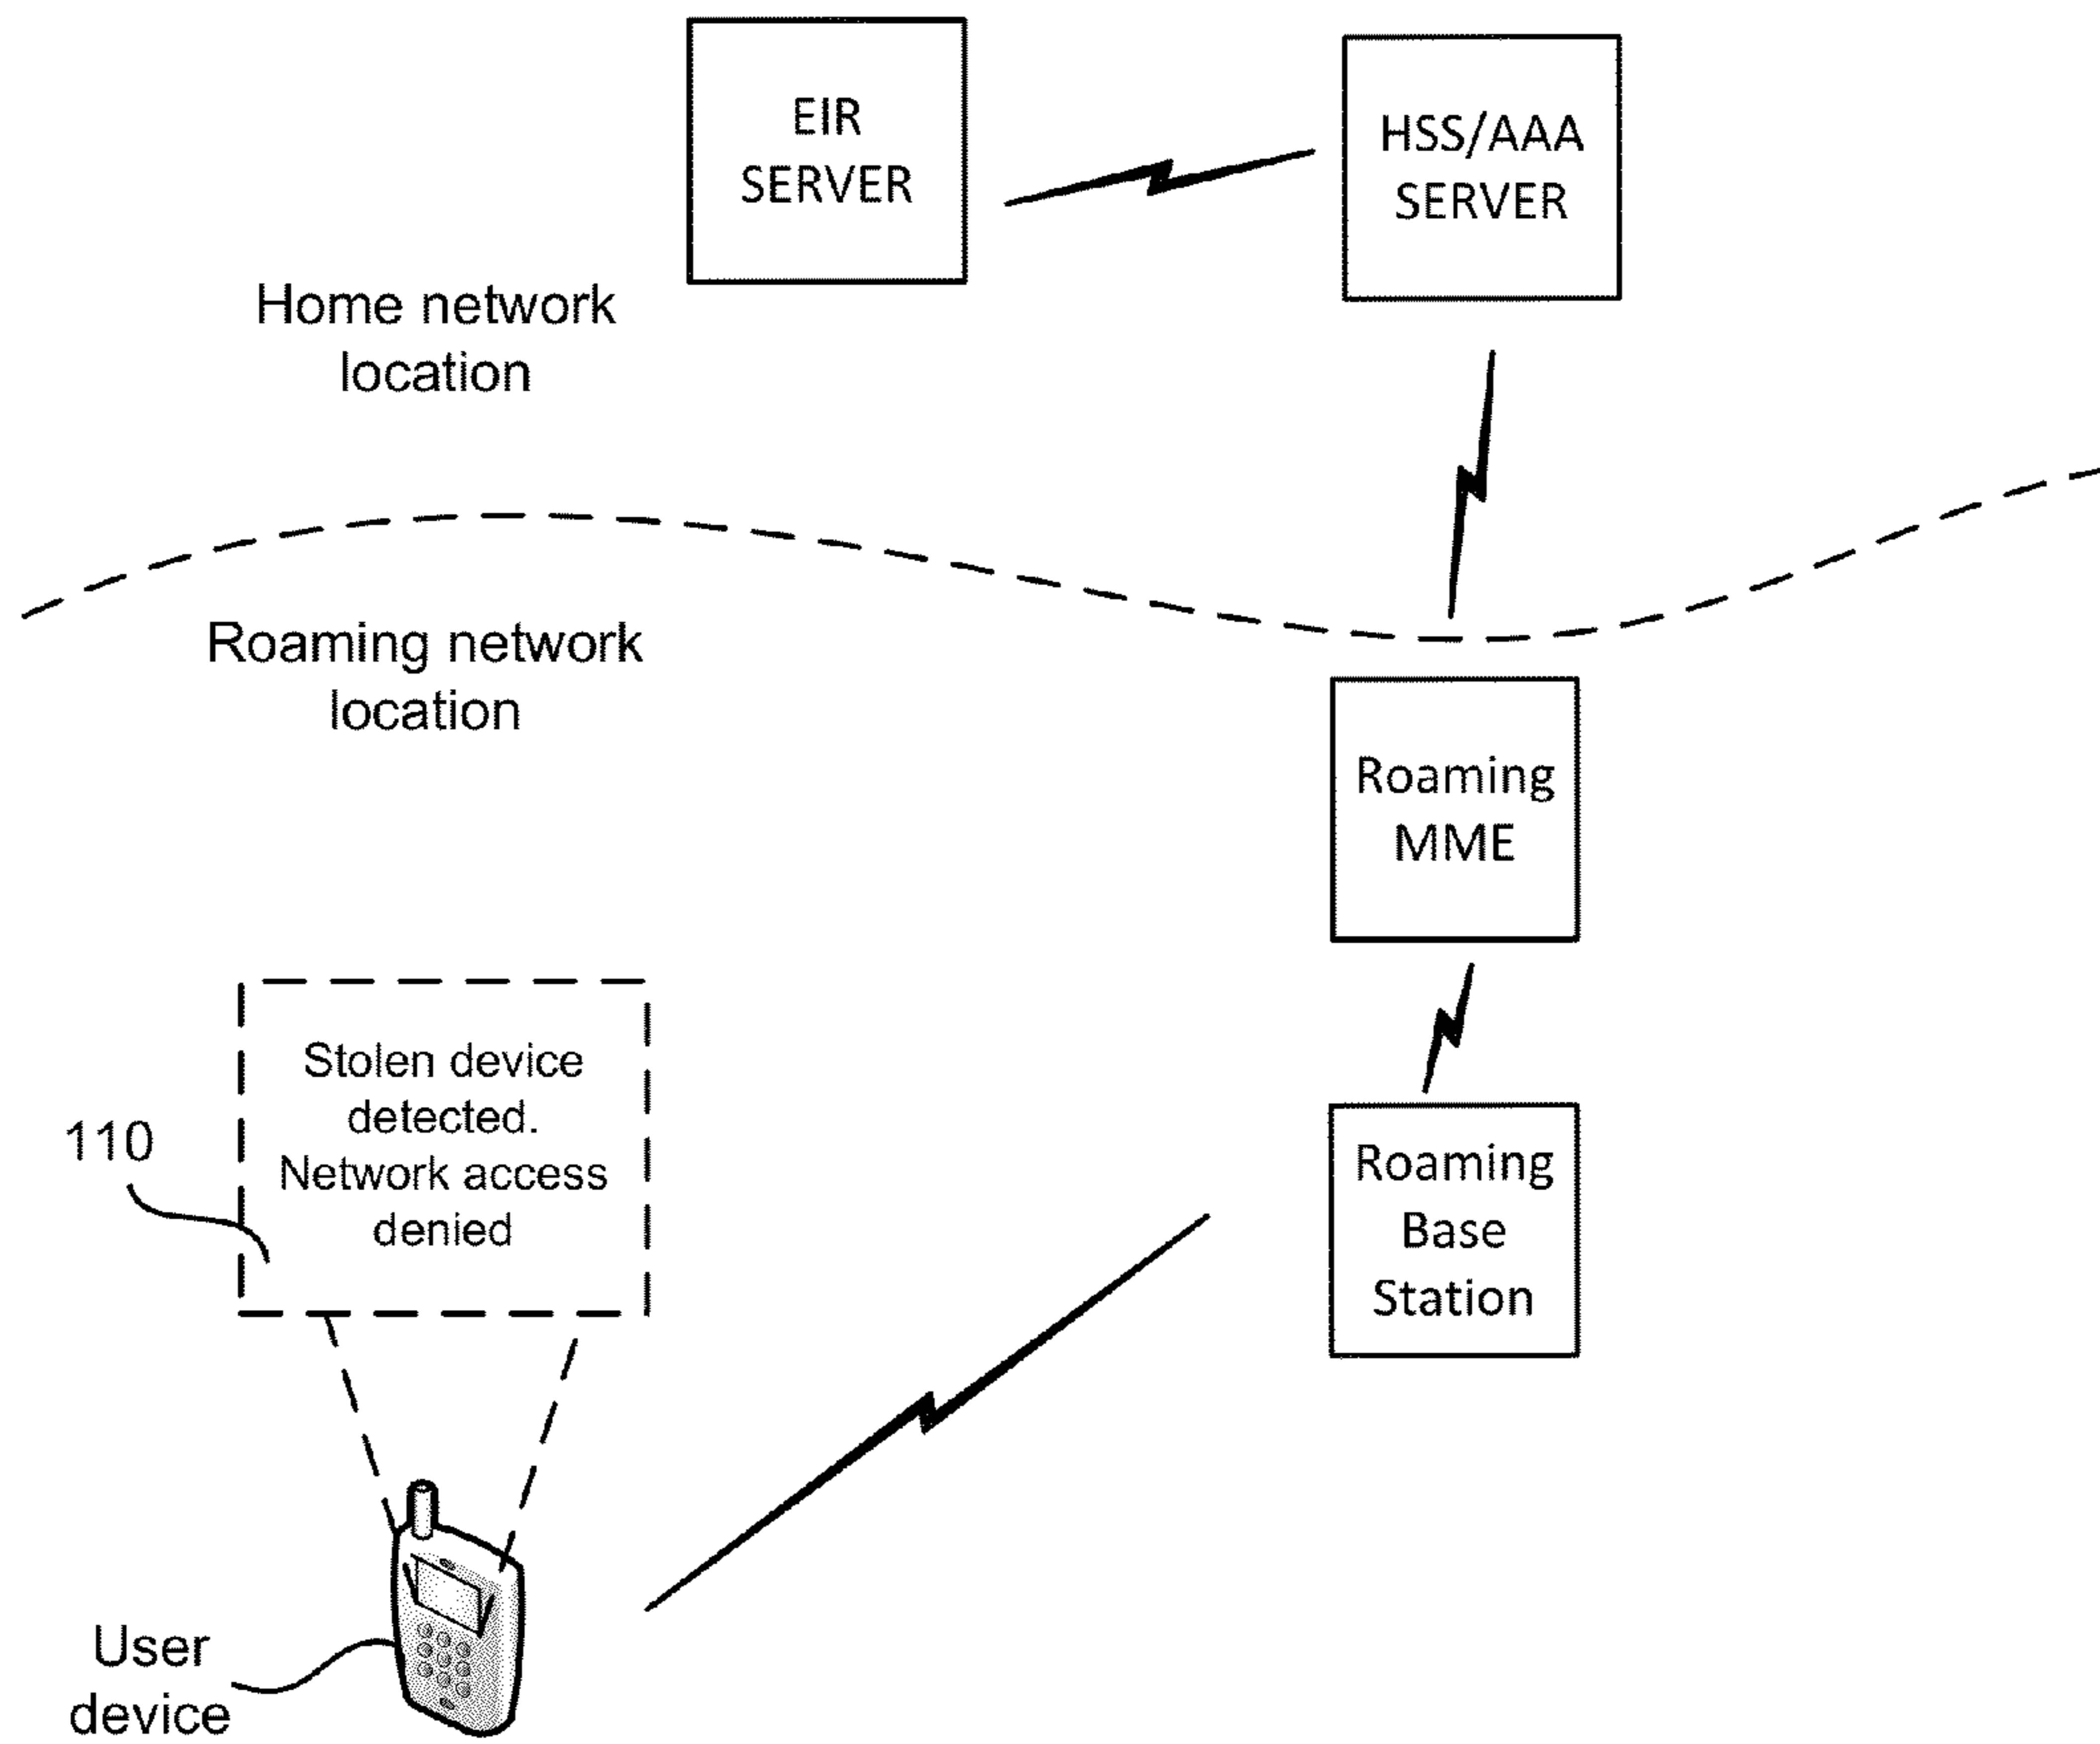 EIR
SERVER
HSS/AAA
SERVER
Home network
location
Roaming network
location
Roaming
MME
Stolen device
detected.
Network access
denied
110
Roaming
Base
Station
User
device